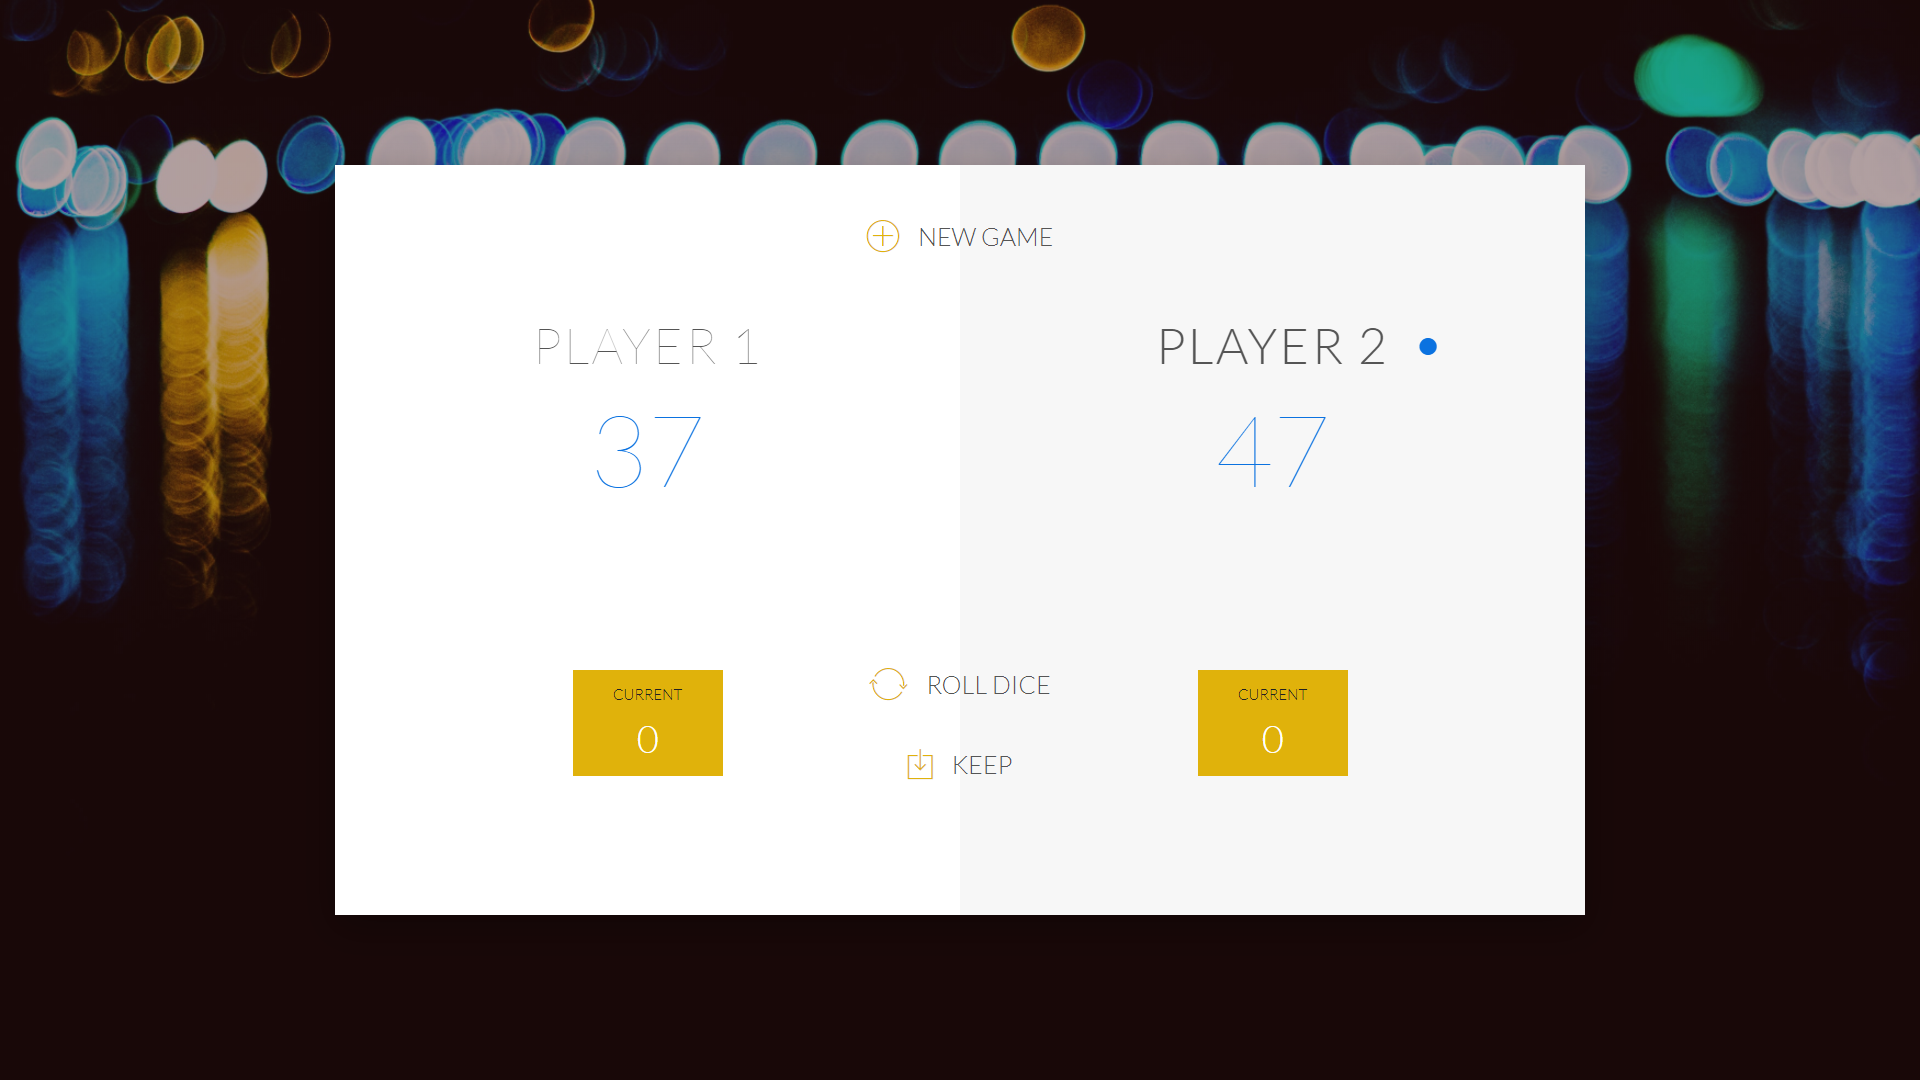 NEW GAME
PLAYER 1
37
CURRENT
0
PLAYER 2
47
CURRENT
0
ROLL DICE
KEEP